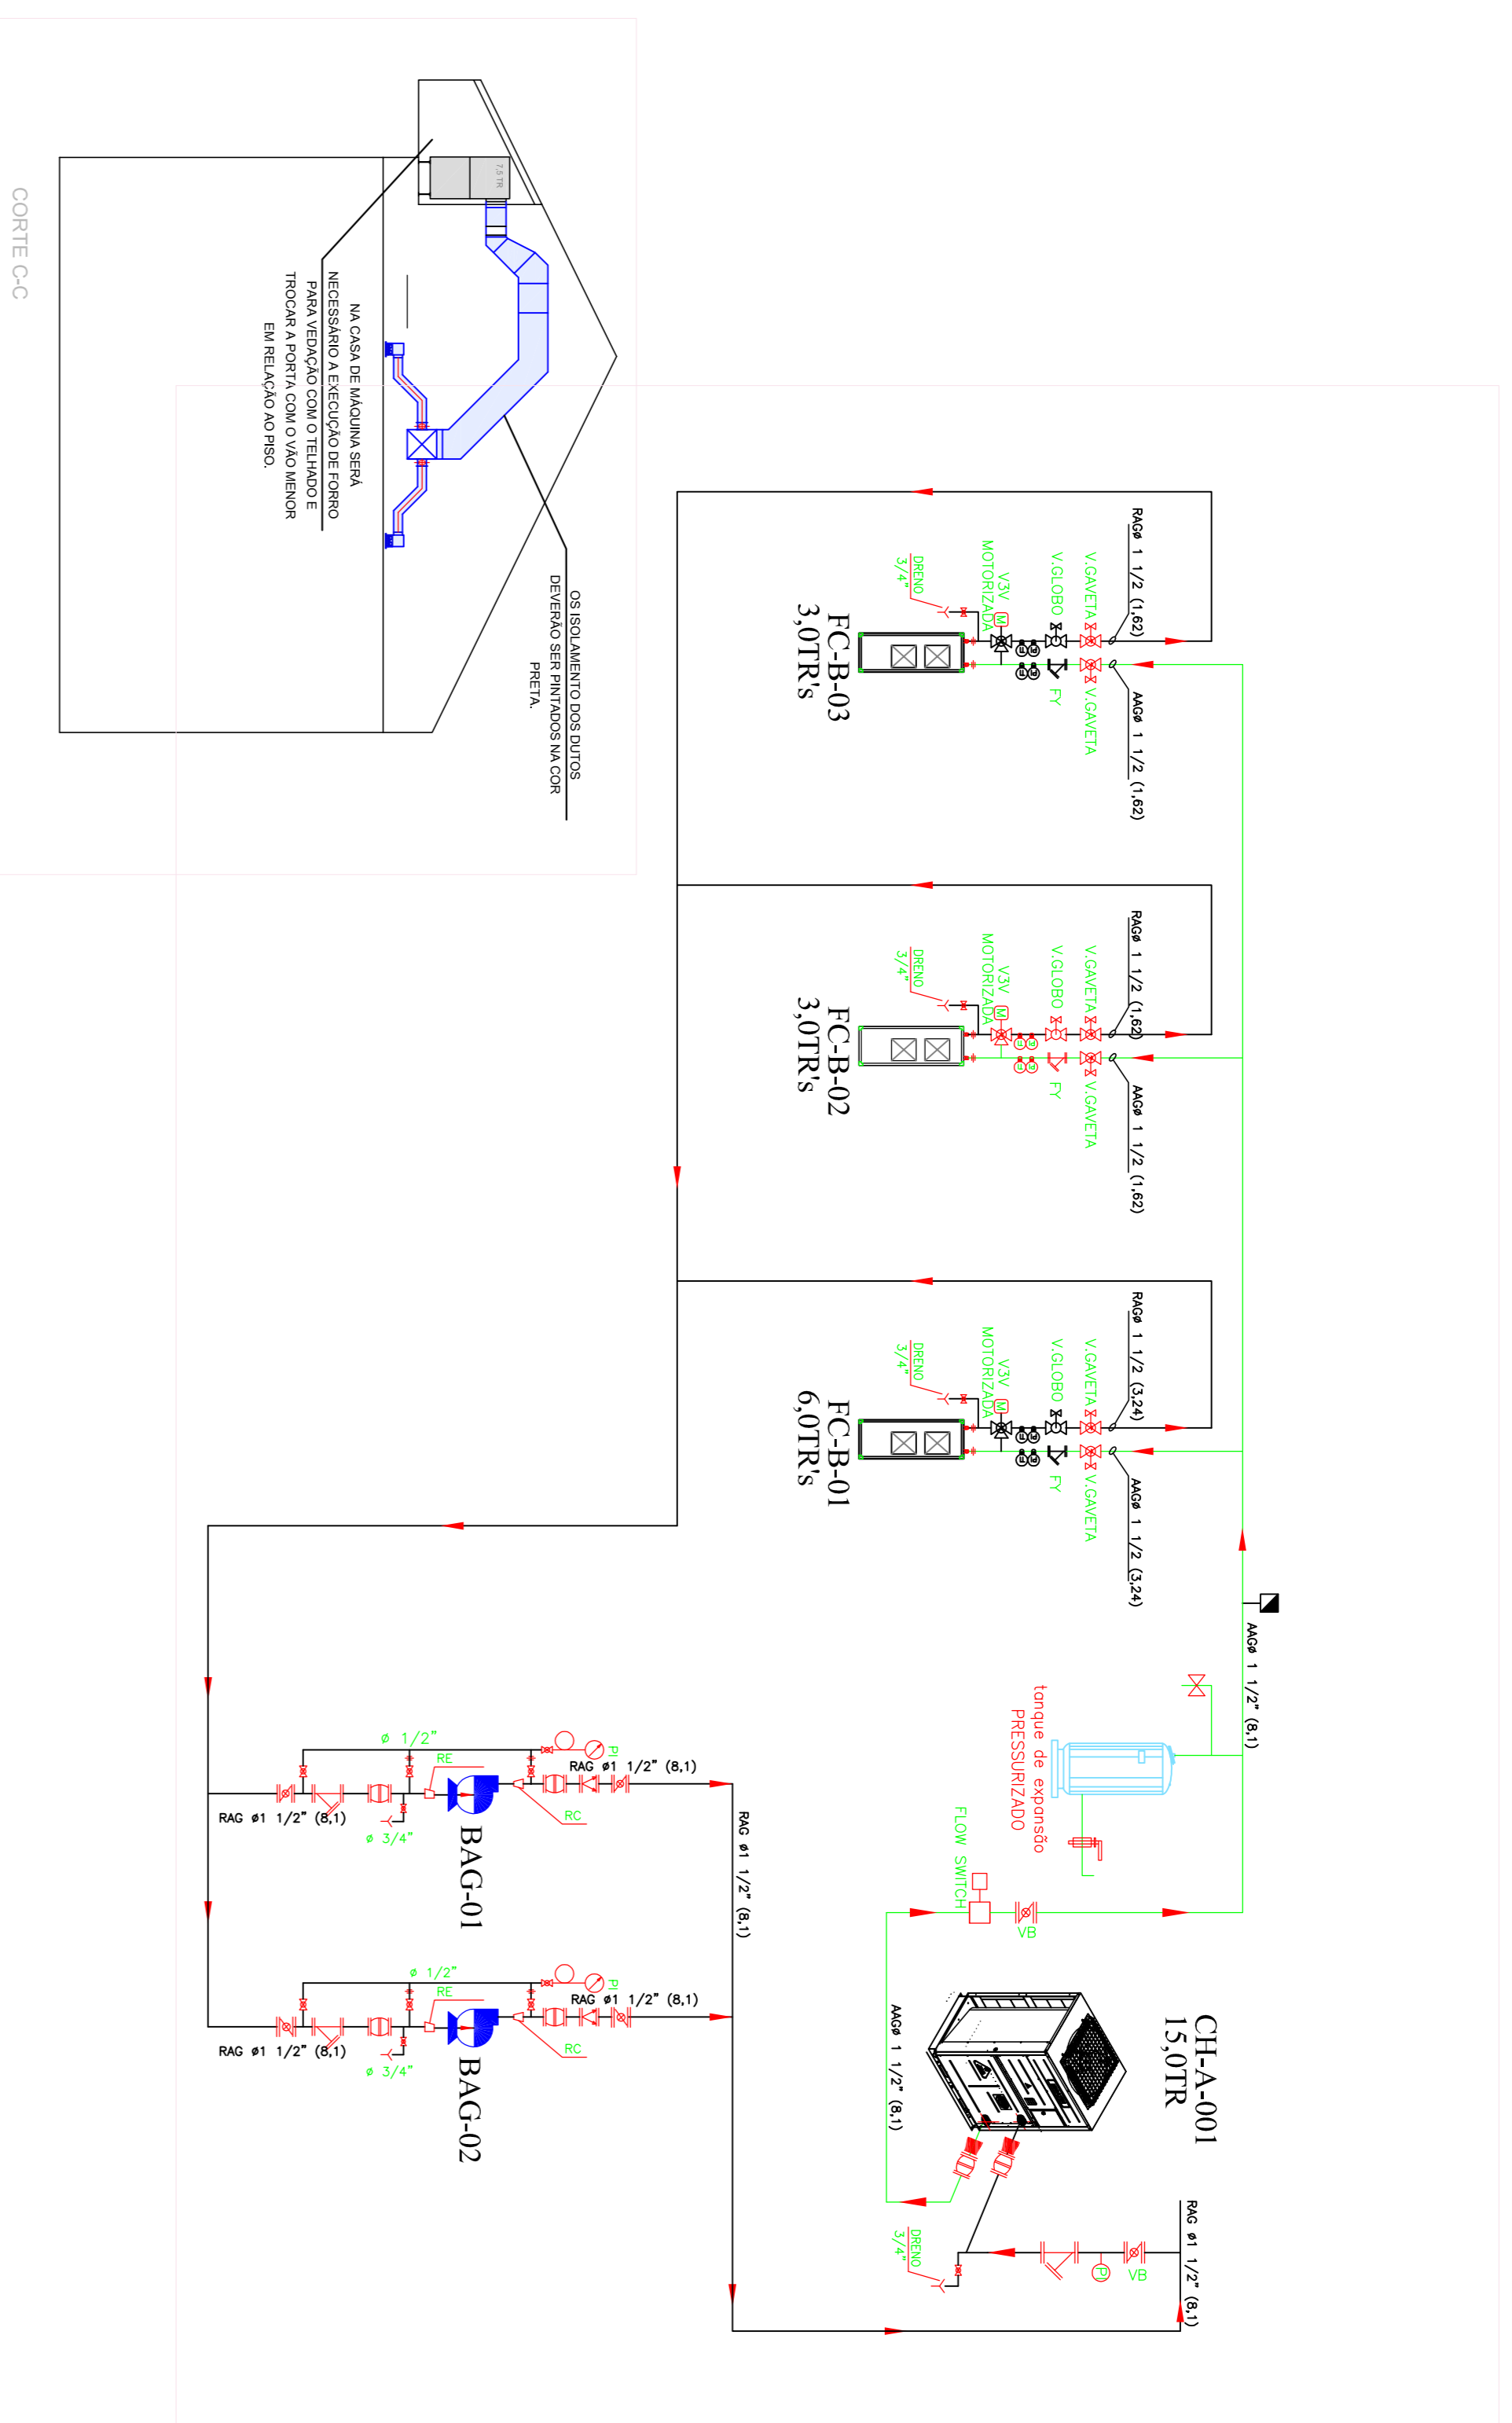 CH-A-001
15,0TR
RAG ø1 1/2" (8,1)
VB
PI
DRENO
3/4"
AAGø 1 1/2" (8,1)
FLOW SWITCH
VB
AAGø 1 1/2" (8,1)
tanque de expansão
PRESSURIZADO
RAGø 1 1/2 (1,62)
AAGø 1 1/2 (1,62)
V.GAVETA
V.GAVETA
V.GLOBO
FY
V3V
MOTORIZADA
M
DRENO
3/4"
FC-B-03
3,0TR's
RAGø 1 1/2 (1,62)
AAGø 1 1/2 (1,62)
V.GAVETA
V.GAVETA
V.GLOBO
FY
V3V
MOTORIZADA
M
DRENO
3/4"
FC-B-02
3,0TR's
RAGø 1 1/2 (3,24)
AAGø 1 1/2 (3,24)
V.GAVETA
V.GAVETA
V.GLOBO
FY
V3V
MOTORIZADA
M
DRENO
3/4"
FC-B-01
6,0TR's
RAG ø1 1/2" (8,1)
PI
RAG ø1 1/2" (8,1)
RC
RE
ø 1/2"
ø 3/4"
RAG ø1 1/2" (8,1)
BAG-01
PI
RAG ø1 1/2" (8,1)
RC
RE
ø 1/2"
ø 3/4"
RAG ø1 1/2" (8,1)
BAG-02
7,5 TR
OS ISOLAMENTO DOS DUTOS
DEVERÃO SER PINTADOS NA COR
PRETA.
NA CASA DE MÁQUINA SERÁ
NECESSÁRIO A EXECUÇÃO DE FORRO
PARA VEDAÇÃO COM O TELHADO E
TROCAR A PORTA COM O VÃO MENOR
EM RELAÇÃO AO PISO.
CORTE C-C